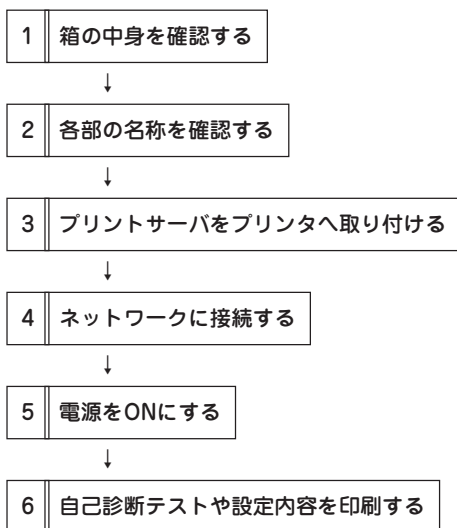 1 箱の中身を確認する
↓
2 各部の名称を確認する
↓
3 プリントサーバをプリンタへ取り付ける
↓
4 ネットワークに接続する
↓
5 電源をONにする
↓
6 自己診断テストや設定内容を印刷する